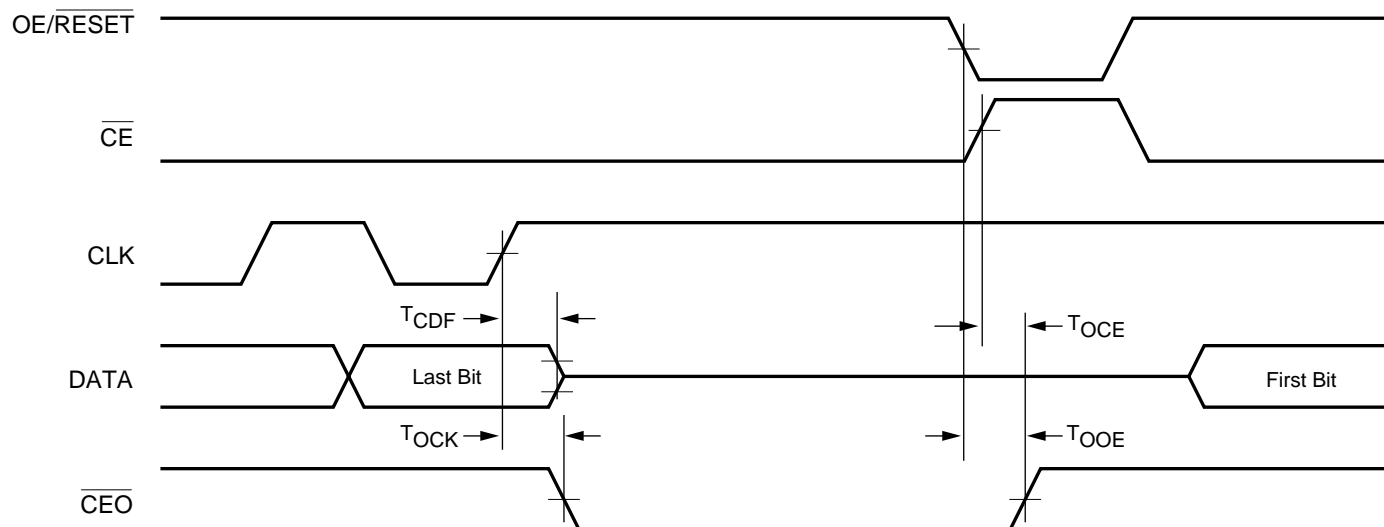 OE/RESET
CE
CLK
TCDF
TOCE
DATA
Last Bit
First Bit
TOCK
TOOE
CEO